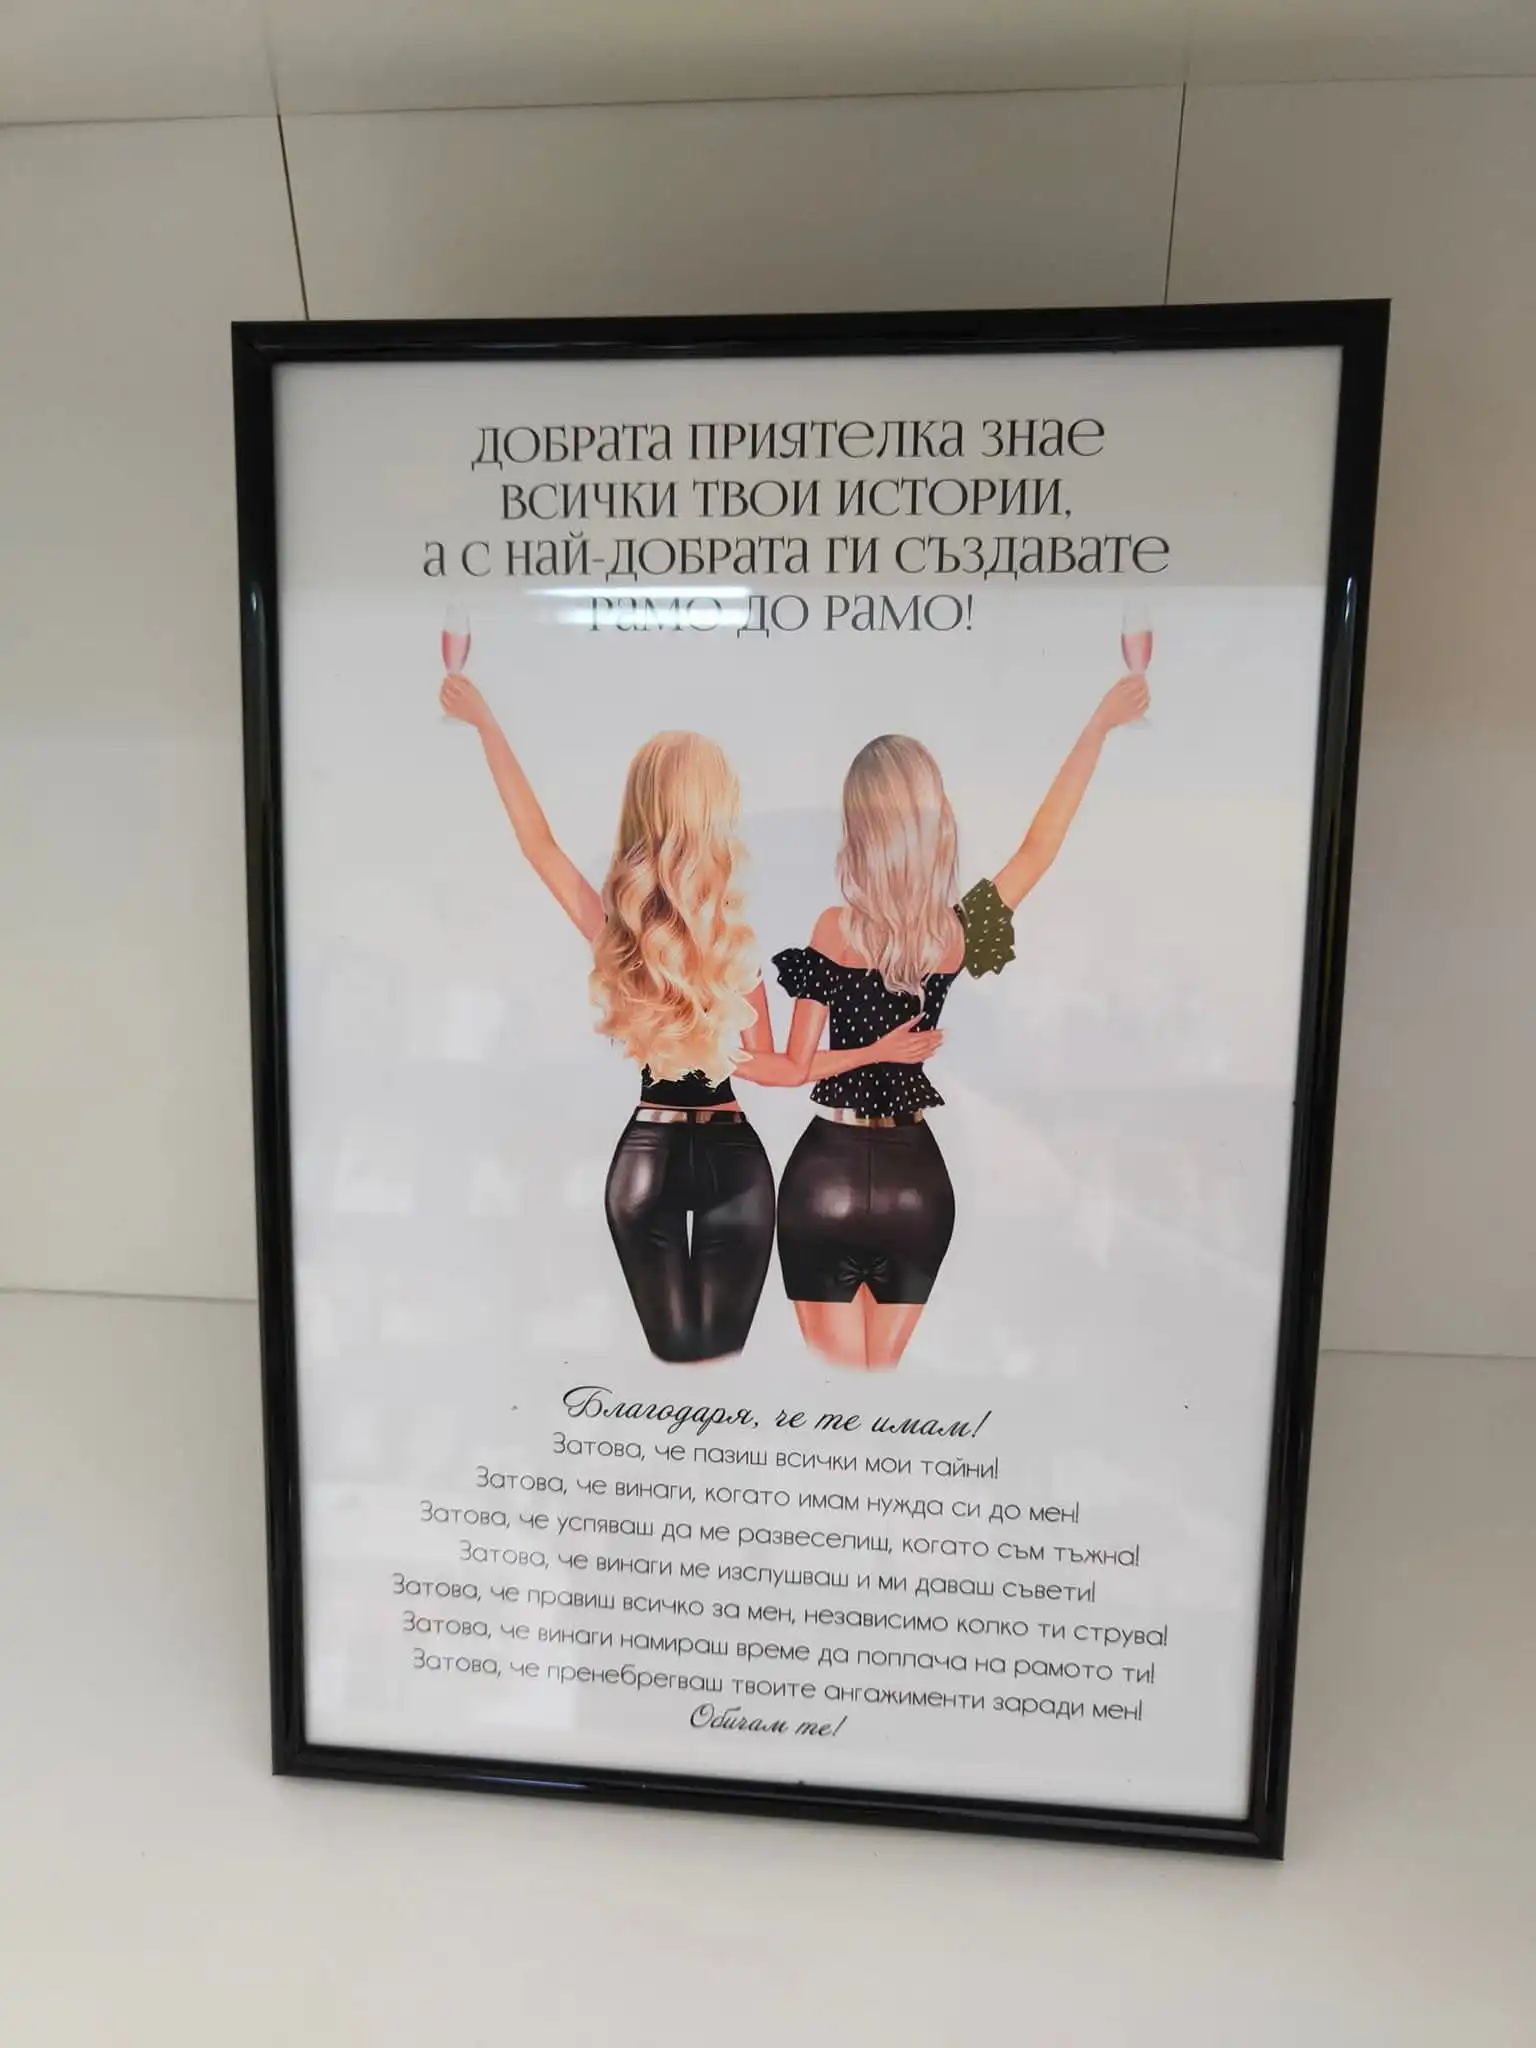 ДОБРАТА ПРИЯТЕЛКА ЗНАЕ
ВСИЧКИ ТВОИ ИСТОРИИ,
А С НАЙ-ДОБРАТА ГИ СЪЗДАВАТЕ
РАМО ДО РАМО!
Благодаря, че те имам!
Затова, че пазиш всички мои тайни!
Затова, че винаги, когато имам нужда си до мен!
Затова, че успяваш да ме развеселиш, когато съм тъжна!
Затова, че винаги ме изслушваш и ми даваш съвети!
Затова, че правиш всичко за мен, независимо колко ти струва!
Затова, че винаги намираш време да поплача на рамото ти!
Затова, че пренебрегваш твоите ангажименти заради мен!
Обичам те!